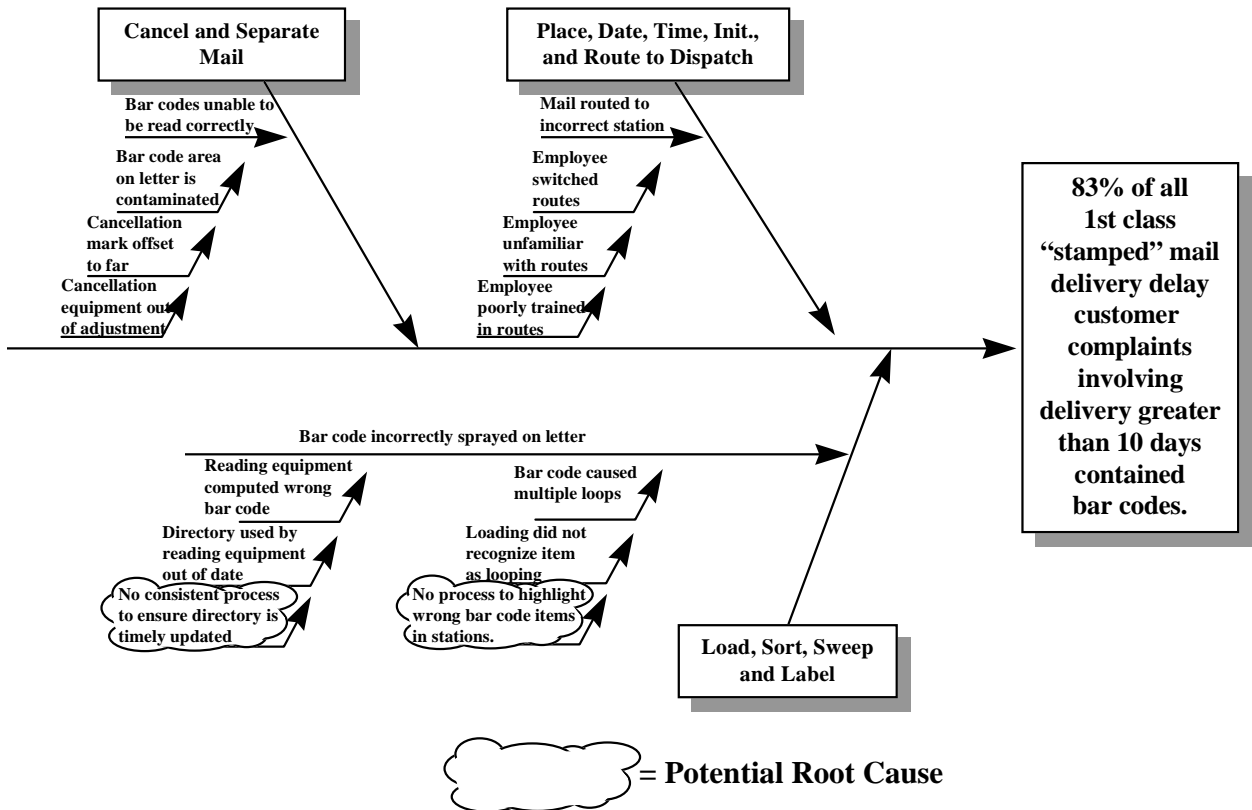 Cancel and Separate
Mail
Place, Date, Time, Init.,
and Route to Dispatch
Bar codes unable to
be read correctly
Bar code area
on letter is
contaminated
Cancellation
mark offset
to far
Cancellation
equipment out
of adjustment
Mail routed to
incorrect station
Employee
switched
routes
Employee
unfamiliar
with routes
Employee
poorly trained
in routes
83% of all
1st class
“stamped” mail
delivery delay
customer
complaints
involving
delivery greater
than 10 days
contained
bar codes.
Bar code incorrectly sprayed on letter
Reading equipment
computed wrong
bar code
Directory used by
reading equipment
out of date
No consistent process
to ensure directory is
timely updated
Bar code caused
multiple loops
Loading did not
recognize item
as looping
No process to highlight
wrong bar code items
in stations.
Load, Sort, Sweep
and Label
= Potential Root Cause